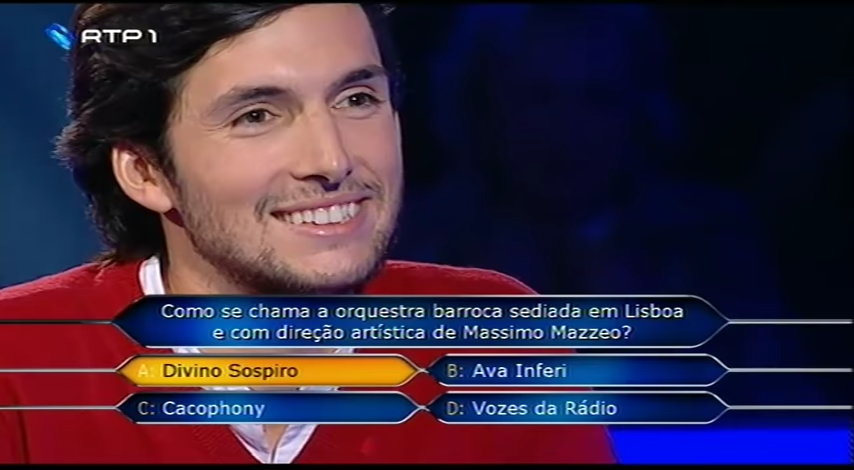 RTP 1
Como se chama a orquestra barroca sediada em Lisboa
e com direção artística de Massimo Mazzeo?
A: Divino Sospiro
B: Ava Inferi
C: Cacophony
D: Vozes da Rádio